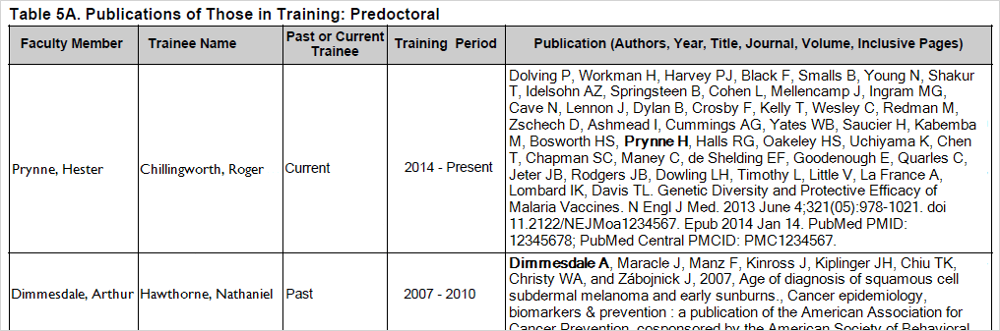 Table 5A. Publications of Those in Training: Predoctoral
Faculty Member
Trainee Name
Past or Current
Trainee
Training Period
Publication (Authors, Year, Title, Journal, Volume, Inclusive Pages)
Prynne, Hester
Chillingworth, Roger
Current
2014 - Present
Dolving P, Workman H, Harvey PJ, Black F, Smalls B, Young N, Shakur
T, Idelsohn AZ, Springsteen B, Cohen L, Mellencamp J, Ingram MG,
Cave N, Lennon J, Dylan B, Crosby F, Kelly T, Wesley C, Redman M,
Zschech D, Ashmead I, Cummings AG, Yates WB, Saucier H, Kabemba
M, Bosworth HS, Prynne H, Halls RG, Oakeley HS, Uchiyama K, Chen
T, Chapman SC, Maney C, de Shelding EF, Goodenough E, Quarles C,
Jeter JB, Rodgers JB, Dowling LH, Timothy L, Little V, La France A,
Lombard IK, Davis TL. Genetic Diversity and Protective Efficacy of
Malaria Vaccines. N Engl J Med. 2013 June 4;321(05):978-1021. doi
11.2122/NEJMoa1234567. Epub 2014 Jan 14. PubMed PMID:
12345678; PubMed Central PMCID: PMC1234567.
Dimmesdale, Arthur
Hawthorne, Nathaniel
Past
2007 - 2010
Dimmesdale A, Maracle J, Manz F, Kinross J, Kiplinger JH, Chiu TK,
Christy WA, and Zábojnick J, 2007, Age of diagnosis of squamous cell
subdermal melanoma and early sunburns., Cancer epidemiology,
biomarkers & prevention : a publication of the American Association for
Cancer Prevention, cosponsored by the American Society of Behavioral